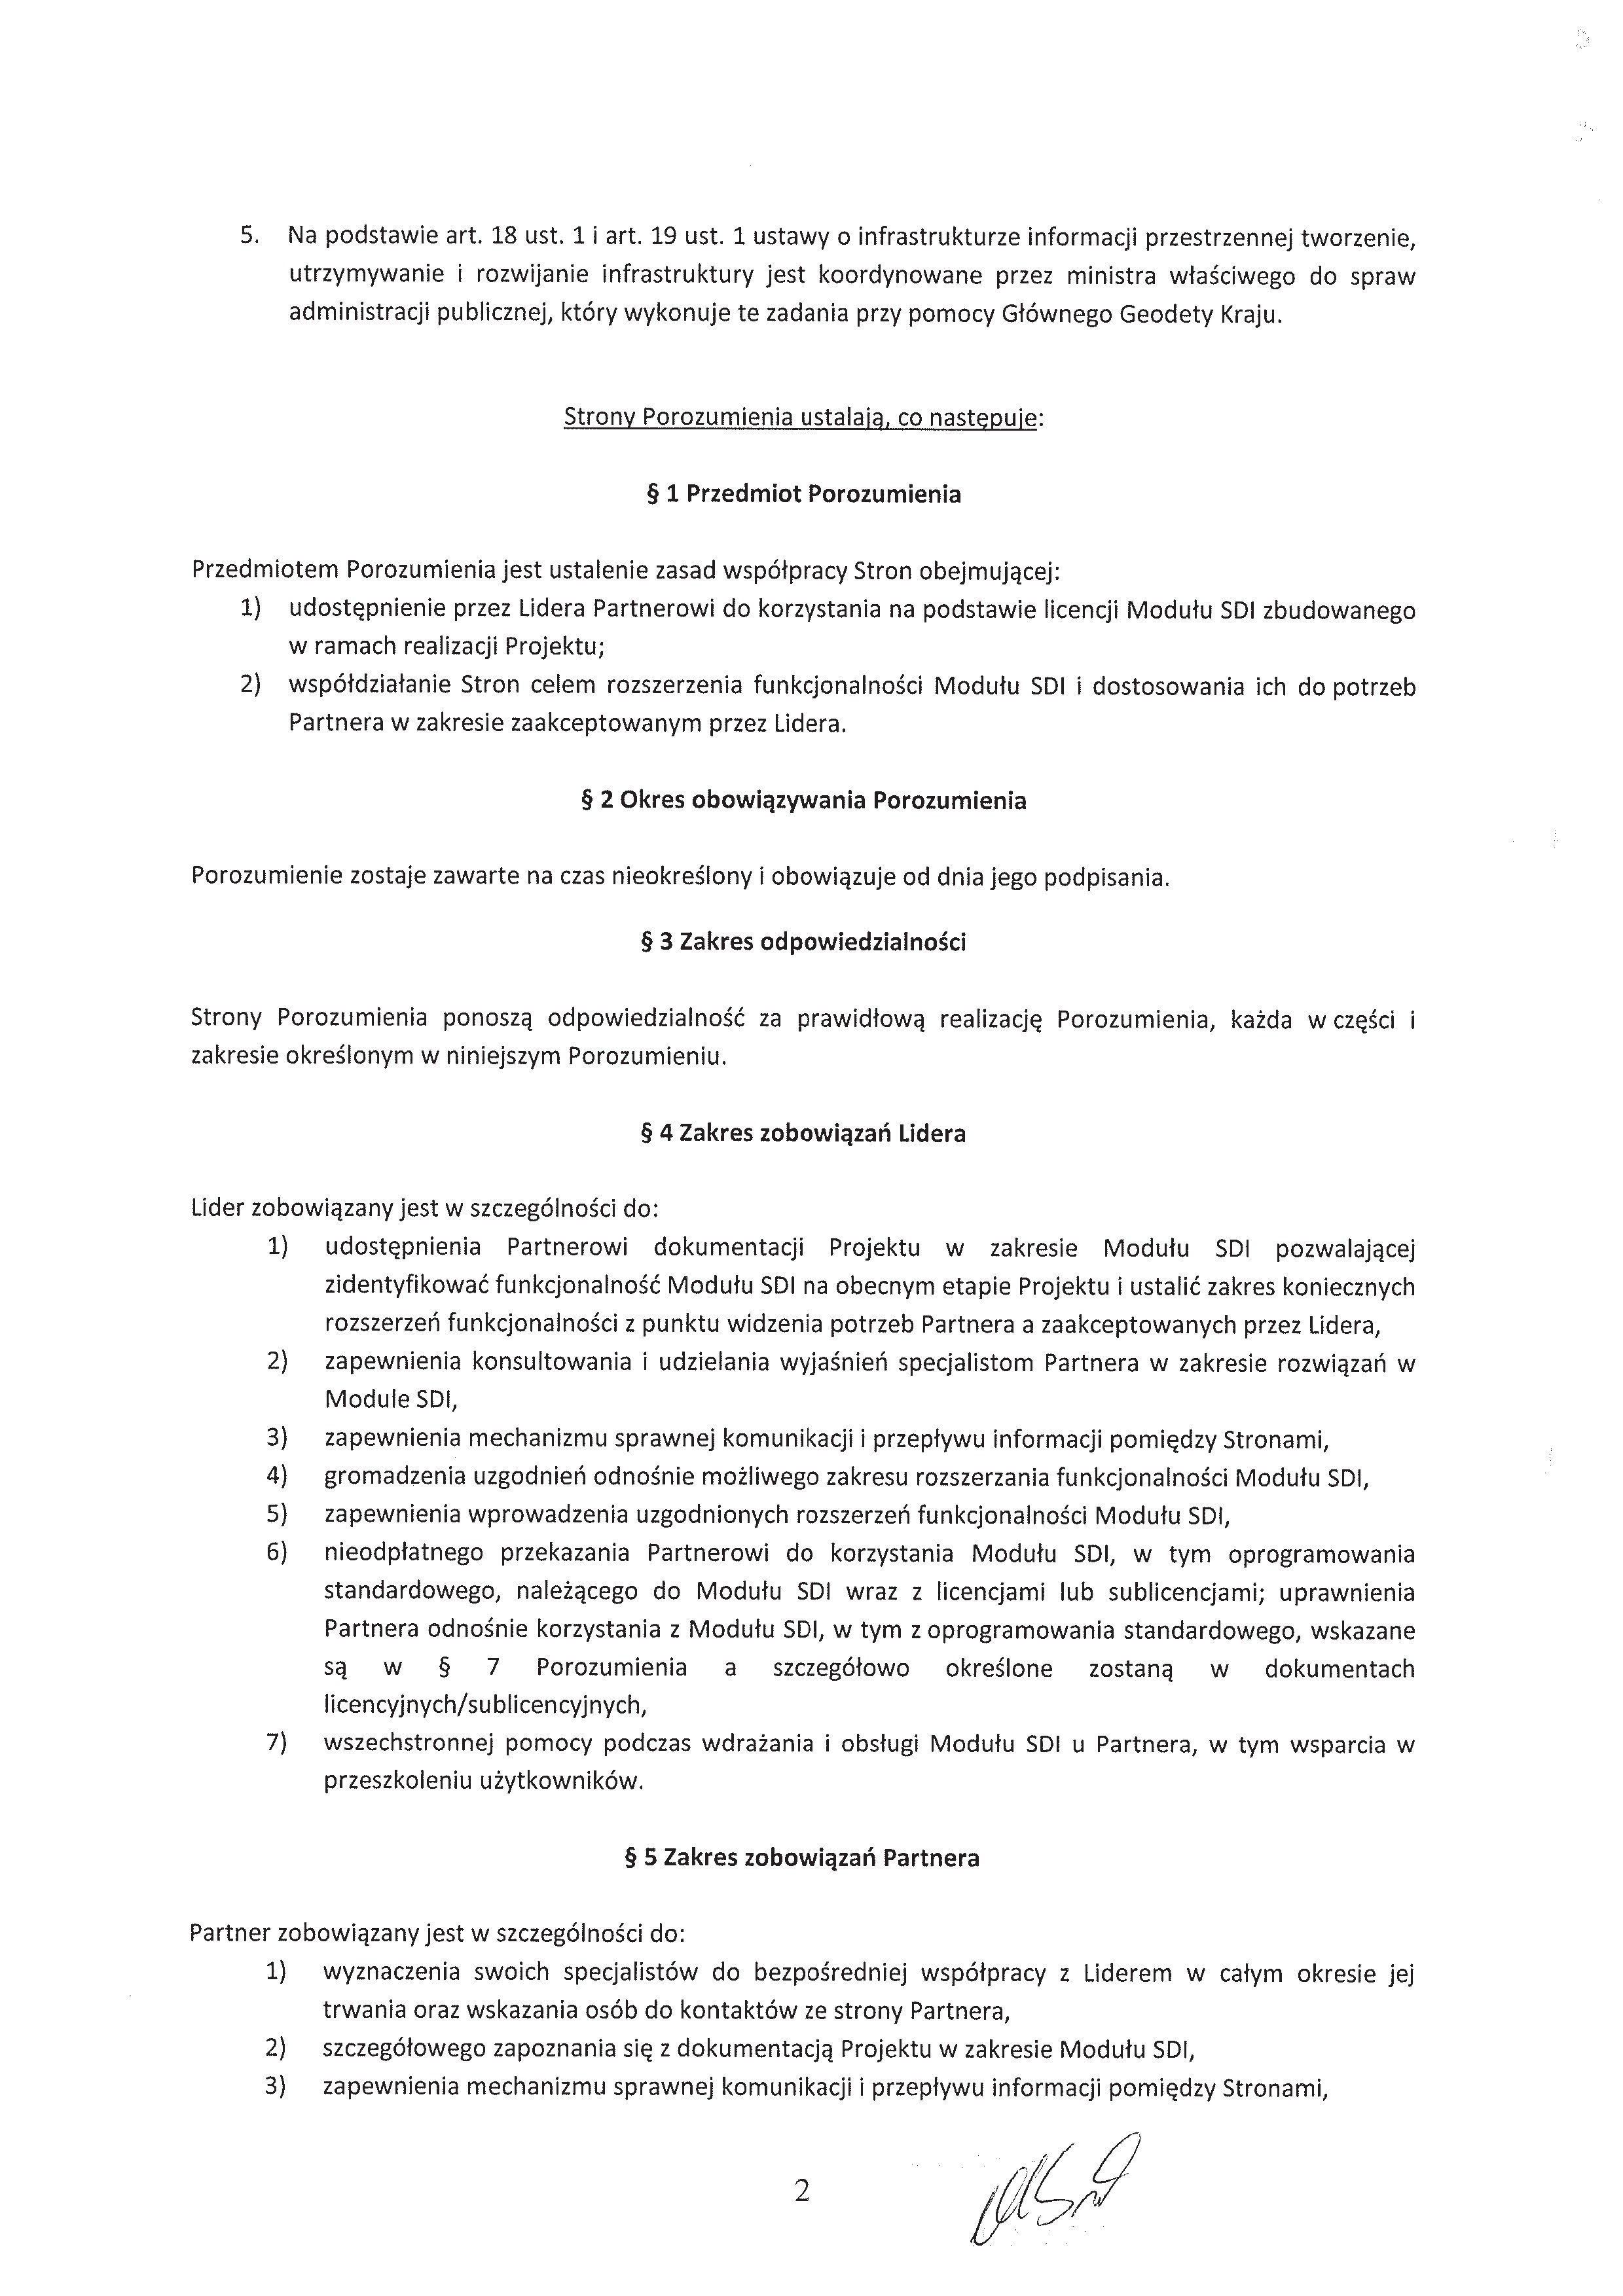 5. Na podstawie art. 18 ust. 1 i art. 19 ust. 1 ustawy o infrastrukturze informacji przestrzennej tworzenie,
utrzymywanie i rozwijanie infrastruktury jest koordynowane przez ministra właściwego do spraw
administracji publicznej, który wykonuje te zadania przy pomocy Głównego Geodety Kraju.
Strony Porozumienia ustalają, co następuje:
§ 1 Przedmiot Porozumienia
Przedmiotem Porozumienia jest ustalenie zasad współpracy Stron obejmującej:
1) udostępnienie przez Lidera Partnerowi do korzystania na podstawie licencji Modułu SDI zbudowanego
w ramach realizacji Projektu;
2) współdziałanie Stron celem rozszerzenia funkcjonalności Modułu SDI i dostosowania ich do potrzeb
Partnera w zakresie zaakceptowanym przez Lidera.
§ 2 Okres obowiązywania Porozumienia
Porozumienie zostaje zawarte na czas nieokreślony i obowiązuje od dnia jego podpisania.
§ 3 Zakres odpowiedzialności
Strony Porozumienia ponoszą odpowiedzialność za prawidłową realizację Porozumienia, każda w części i
zakresie określonym w niniejszym Porozumieniu.
§ 4 Zakres zobowiązań Lidera
Lider zobowiązany jest w szczególności do:
1) udostępnienia Partnerowi dokumentacji Projektu w zakresie Modułu SDI pozwalającej
zidentyfikować funkcjonalność Modułu SDI na obecnym etapie Projektu i ustalić zakres koniecznych
rozszerzeń funkcjonalności z punktu widzenia potrzeb Partnera a zaakceptowanych przez Lidera,
2) zapewnienia konsultowania i udzielania wyjaśnień specjalistom Partnera w zakresie rozwiązań w
Module SDI,
3) zapewnienia mechanizmu sprawnej komunikacji i przepływu informacji pomiędzy Stronami,
4) gromadzenia uzgodnień odnośnie możliwego zakresu rozszerzania funkcjonalności Modułu SDI,
5) zapewnienia wprowadzenia uzgodnionych rozszerzeń funkcjonalności Modułu SDI,
6) nieodpłatnego przekazania Partnerowi do korzystania Modułu SDI, w tym oprogramowania
standardowego, należącego do Modułu SDI wraz z licencjami lub sublicencjami; uprawnienia
Partnera odnośnie korzystania z Modułu SDI, w tym z oprogramowania standardowego, wskazane
są w § 7 Porozumienia a szczegółowo określone zostaną w dokumentach
licencyjnych/sublicencyjnych,
7) wszechstronnej pomocy podczas wdrażania i obsługi Modułu SDI u Partnera, w tym wsparcia w
przeszkoleniu użytkowników.
§ 5 Zakres zobowiązań Partnera
Partner zobowiązany jest w szczególności do:
1) wyznaczenia swoich specjalistów do bezpośredniej współpracy z Liderem w całym okresie jej
trwania oraz wskazania osób do kontaktów ze strony Partnera,
2) szczegółowego zapoznania się z dokumentacją Projektu w zakresie Modułu SDI,
3) zapewnienia mechanizmu sprawnej komunikacji i przepływu informacji pomiędzy Stronami,
2